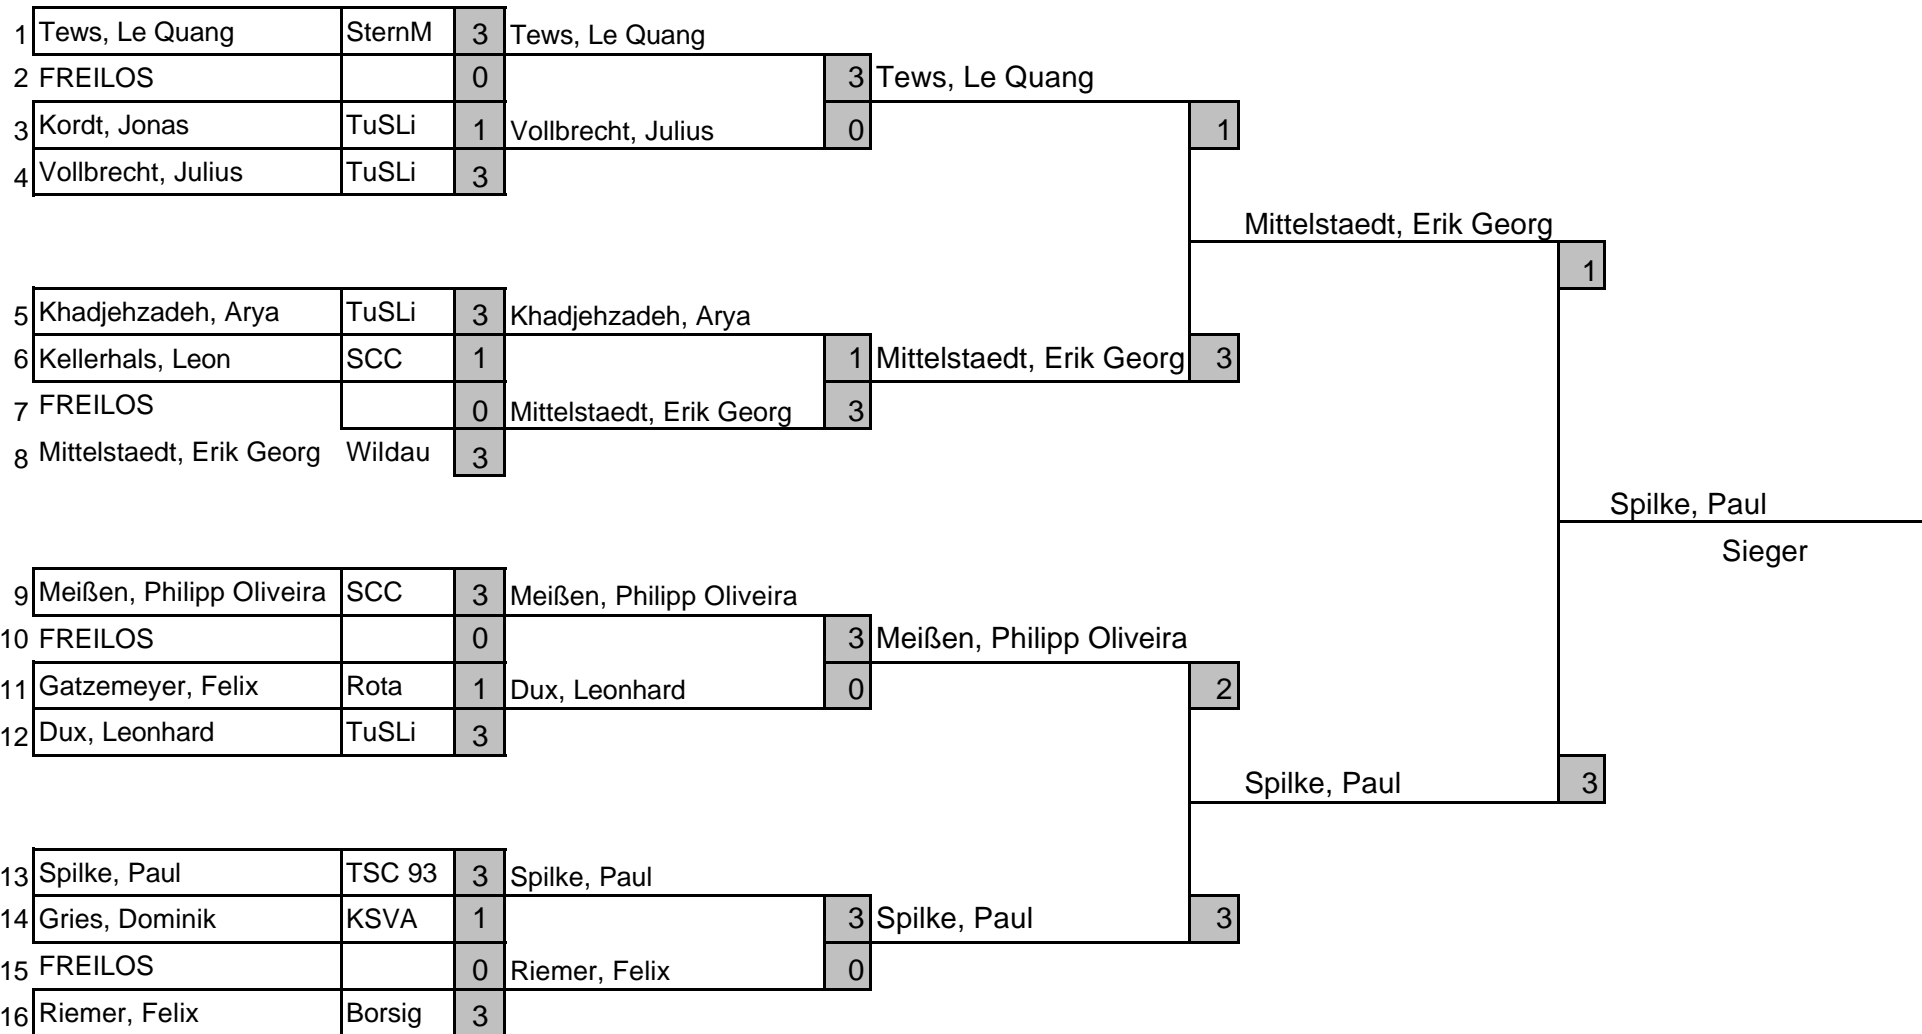 1 Tews, Le Quang SternM 3 Tews, Le Quang
2 FREILOS 0 3 Tews, Le Quang
3 Kordt, Jonas TuSLi 1 Vollbrecht, Julius 0 1
4 Vollbrecht, Julius TuSLi 3
Mittelstaedt, Erik Georg
1
5 Khadjehzadeh, Arya TuSLi 3 Khadjehzadeh, Arya
6 Kellerhals, Leon SCC 1 1 Mittelstaedt, Erik Georg 3
7 FREILOS 0 Mittelstaedt, Erik Georg 3
8 Mittelstaedt, Erik Georg Wildau 3
Spilke, Paul
Sieger
9 Meißen, Philipp Oliveira SCC 3 Meißen, Philipp Oliveira
10 FREILOS 0 3 Meißen, Philipp Oliveira
11 Gatzemeyer, Felix Rota 1 Dux, Leonhard 0 2
12 Dux, Leonhard TuSLi 3
Spilke, Paul 3
13 Spilke, Paul TSC 93 3 Spilke, Paul
14 Gries, Dominik KSVA 1 3 Spilke, Paul 3
15 FREILOS 0 Riemer, Felix 0
16 Riemer, Felix Borsig 3